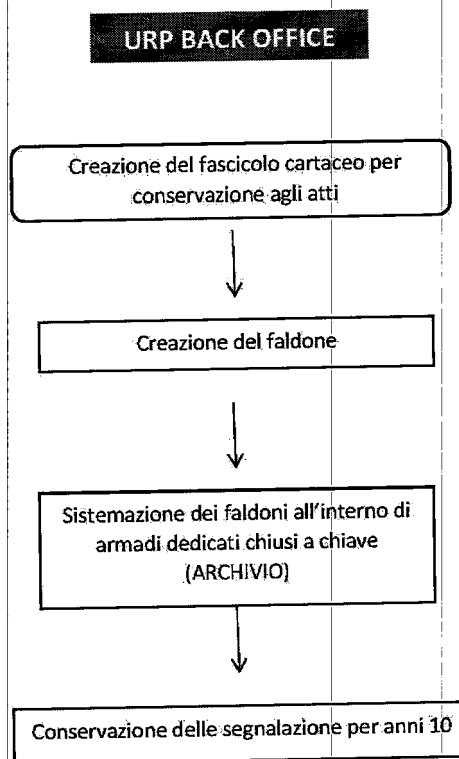 URP BACK OFFICE
Creazione del fascicolo cartaceo per
conservazione agli atti
Creazione del faldone
Sistemazione dei faldoni all'interno di
armadi dedicati chiusi a chiave
(ARCHIVIO)
Conservazione delle segnalazione per anni 10